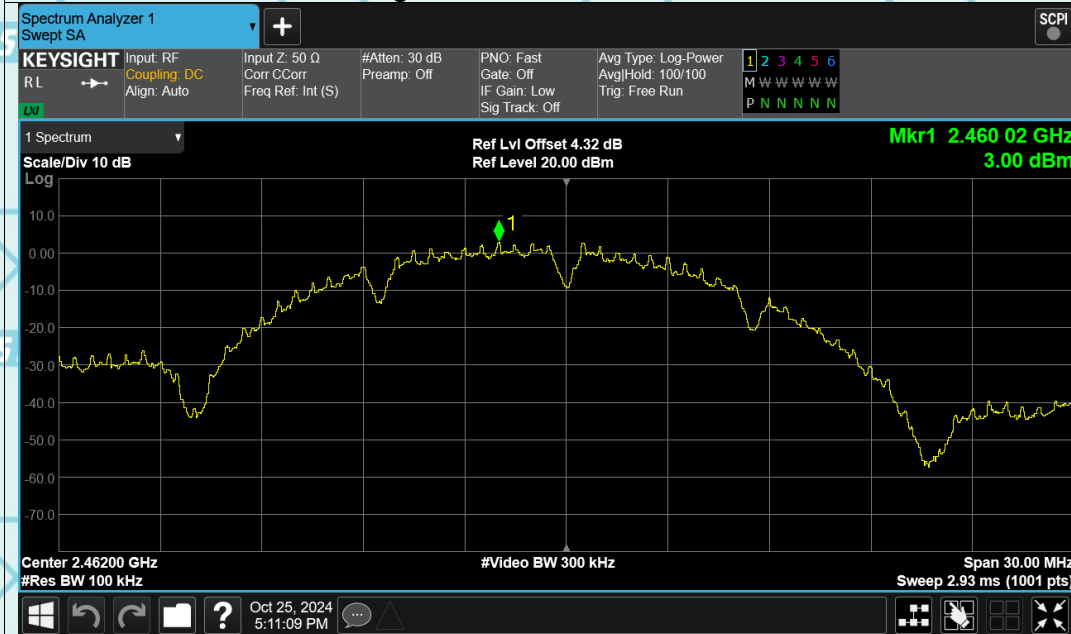 Spectrum Analyzer 1
Swept SA
+
SCPI
KEYSIGHT
RL
LXI
Input: RF
Coupling: DC
Align: Auto
Input Z: 50 Ω
Corr CCorr
Freq Ref: Int (S)
#Atten: 30 dB
Preamp: Off
PNO: Fast
Gate: Off
IF Gain: Low
Sig Track: Off
Avg Type: Log-Power
Avg|Hold: 100/100
Trig: Free Run
1 2 3 4 5 6
M W W W W W
P N N N N N
1 Spectrum
Scale/Div 10 dB
Log
Ref Lvl Offset 4.32 dB
Ref Level 20.00 dBm
Mkr1 2.460 02 GHz
3.00 dBm
1
10.0
0.00
-10.0
-20.0
-30.0
-40.0
-50.0
-60.0
-70.0
Center 2.46200 GHz
#Res BW 100 kHz
#Video BW 300 kHz
Span 30.00 MHz
Sweep 2.93 ms (1001 pts)
?
Oct 25, 2024
5:11:09 PM